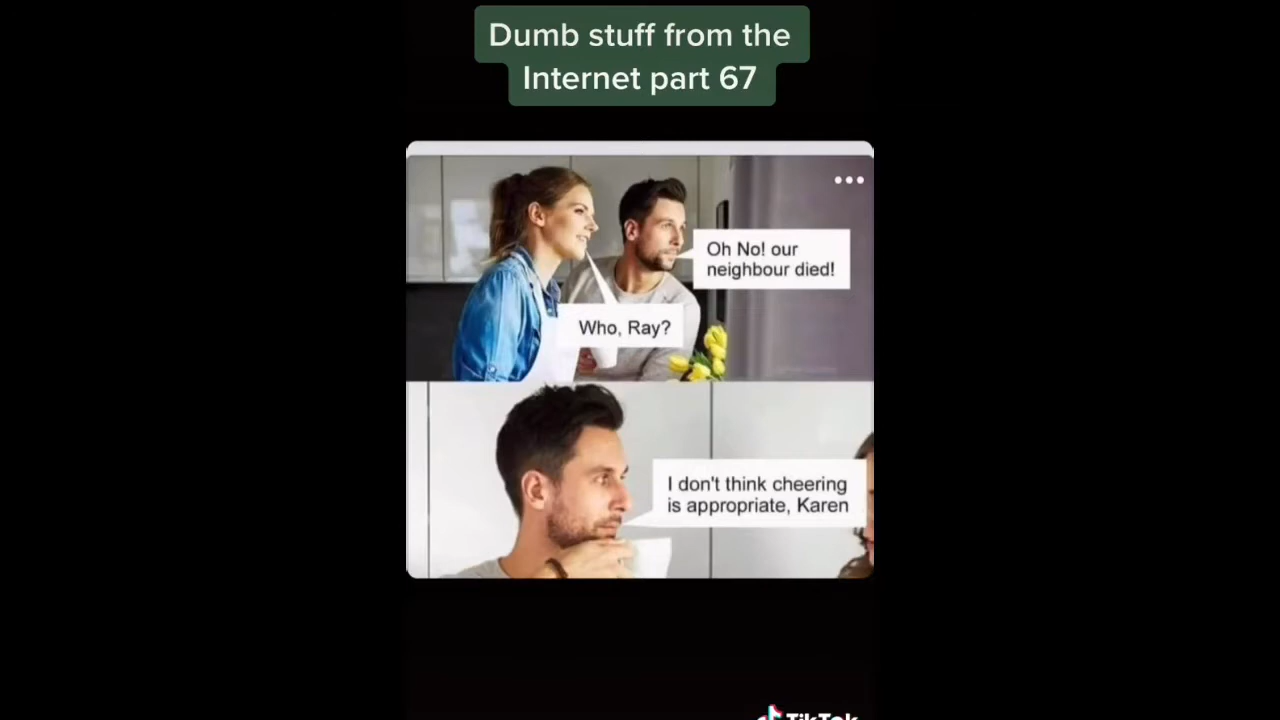 Dumb stuff from the
Internet part 67
Oh No! our
neighbour died!
Who, Ray?
I don't think cheering
is appropriate, Karen
TikTok